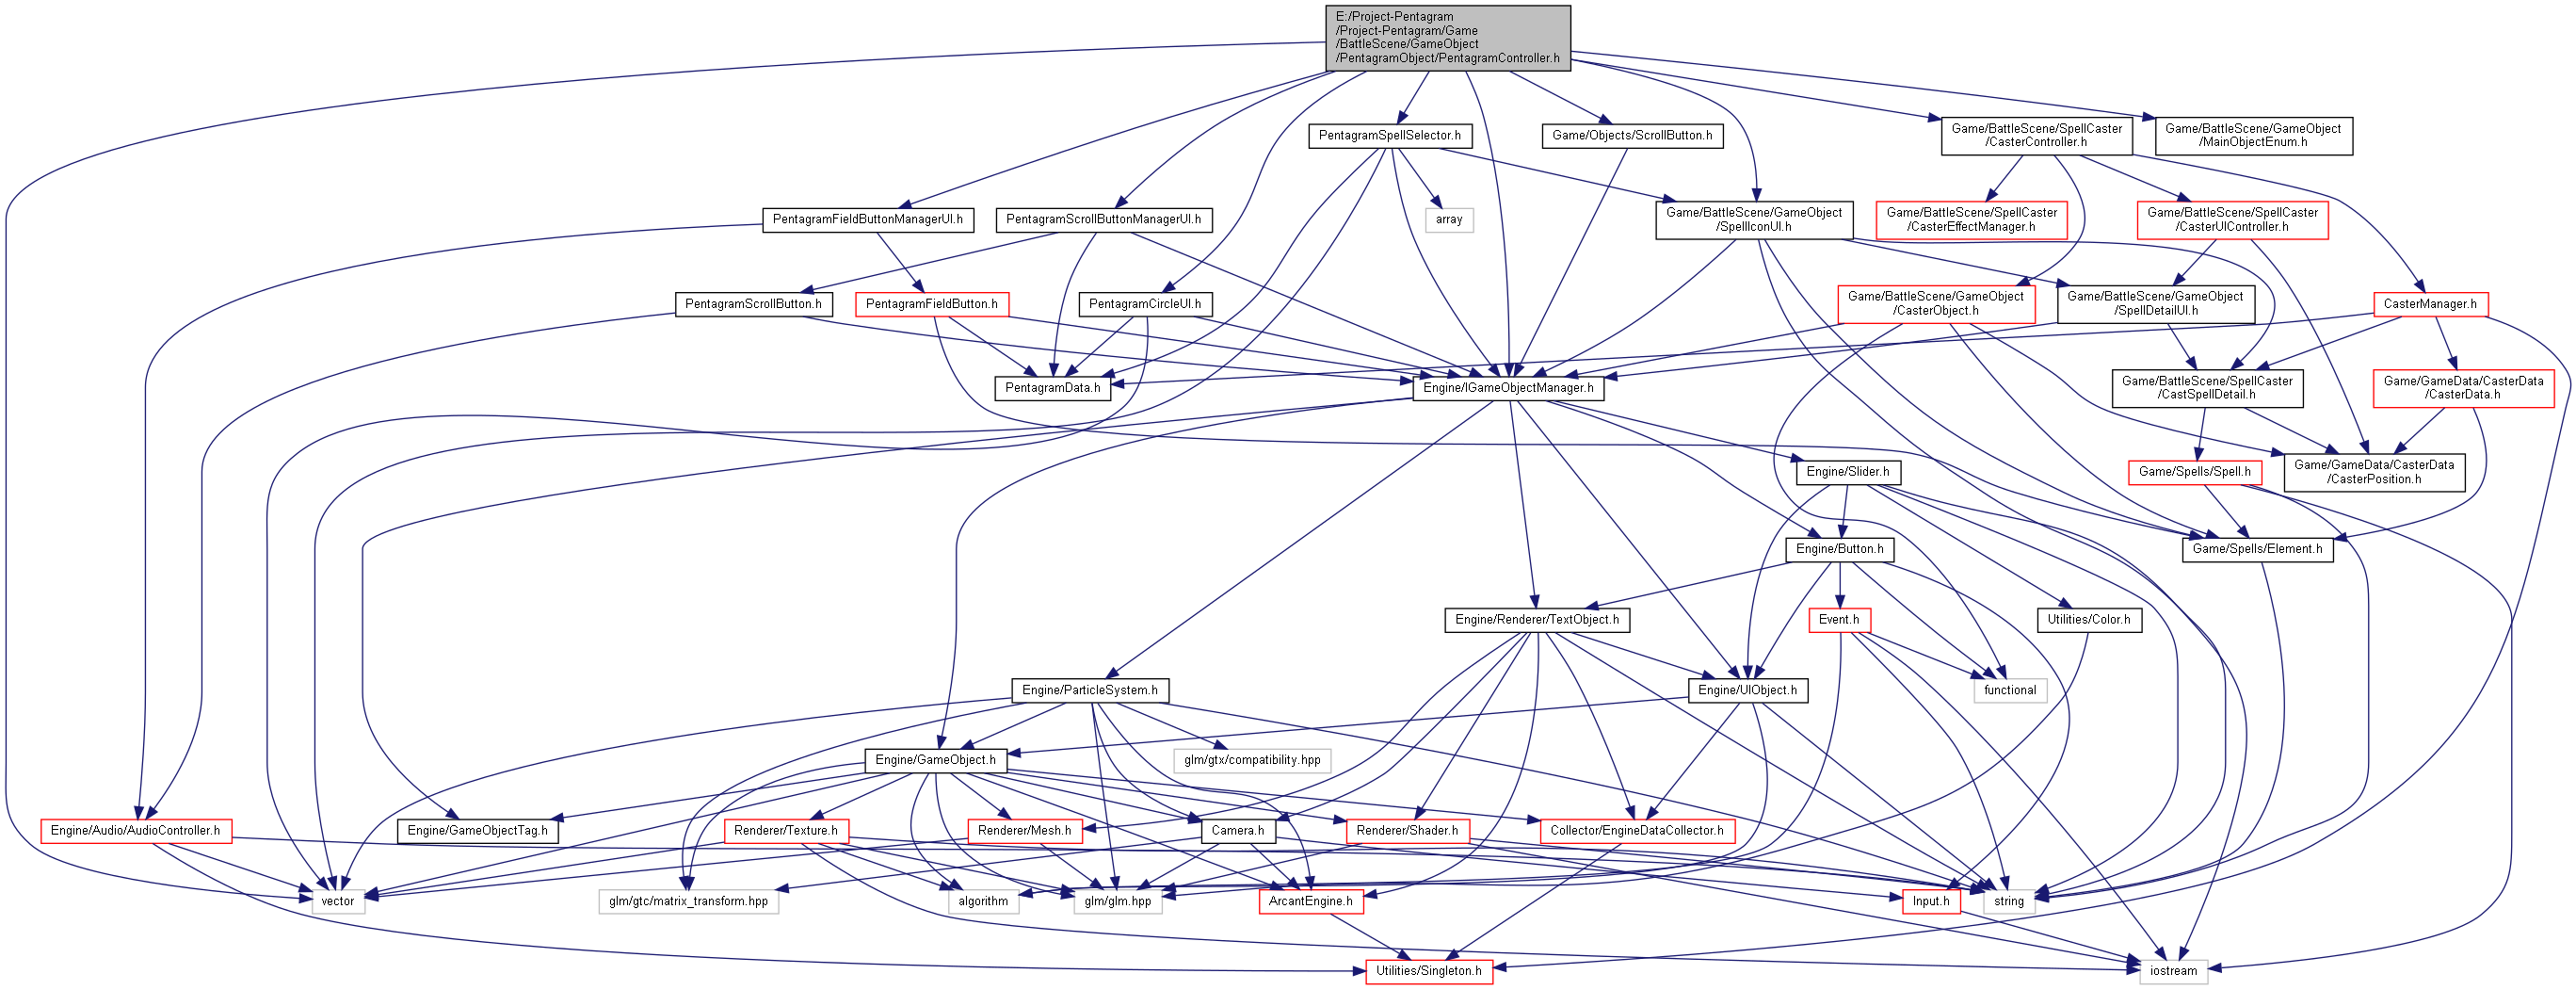 E:/Project-Pentagram
/Project-Pentagram/Game
/BattleScene/GameObject
/PentagramObject/PentagramController.h
PentagramSpellSelector.h
Game/Objects/ScrollButton.h
Game/BattleScene/SpellCaster
/CasterController.h
Game/BattleScene/GameObject
/MainObjectEnum.h
PentagramFieldButtonManagerUI.h
PentagramScrollButtonManagerUI.h
array
Game/BattleScene/GameObject
/SpellIconUI.h
Game/BattleScene/SpellCaster
/CasterEffectManager.h
Game/BattleScene/SpellCaster
/CasterUIController.h
PentagramScrollButton.h
PentagramFieldButton.h
PentagramCircleUI.h
Game/BattleScene/GameObject
/CasterObject.h
Game/BattleScene/GameObject
/SpellDetailUI.h
CasterManager.h
PentagramData.h
Engine/IGameObjectManager.h
Game/BattleScene/SpellCaster
/CastSpellDetail.h
Game/GameData/CasterData
/CasterData.h
Engine/Slider.h
Game/Spells/Spell.h
Game/GameData/CasterData
/CasterPosition.h
Engine/Button.h
Game/Spells/Element.h
Engine/Renderer/TextObject.h
Event.h
Utilities/Color.h
Engine/ParticleSystem.h
Engine/UIObject.h
functional
Engine/GameObject.h
glm/gtx/compatibility.hpp
Engine/Audio/AudioController.h
Engine/GameObjectTag.h
Renderer/Texture.h
Renderer/Mesh.h
Camera.h
Renderer/Shader.h
Collector/EngineDataCollector.h
vector
glm/gtc/matrix_transform.hpp
algorithm
glm/glm.hpp
ArcantEngine.h
Input.h
string
Utilities/Singleton.h
iostream